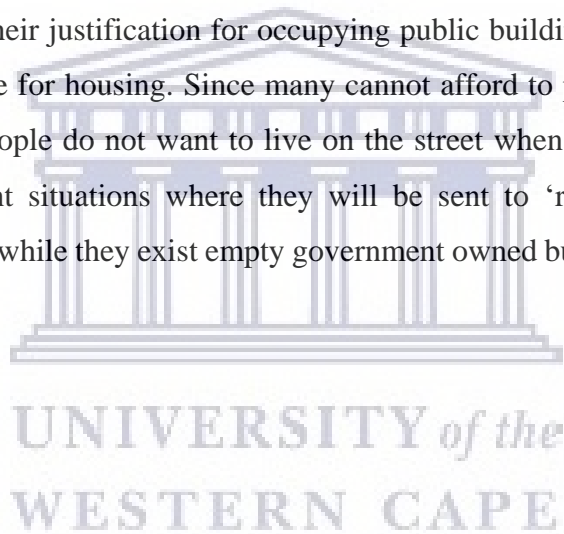 heir justification for occupying public buildi
e for housing. Since many cannot afford to
ople do not want to live on the street when
nt situations where they will be sent to ‘r
while they exist empty government owned bu
UNIVERSITY of the
WESTERN CAPE